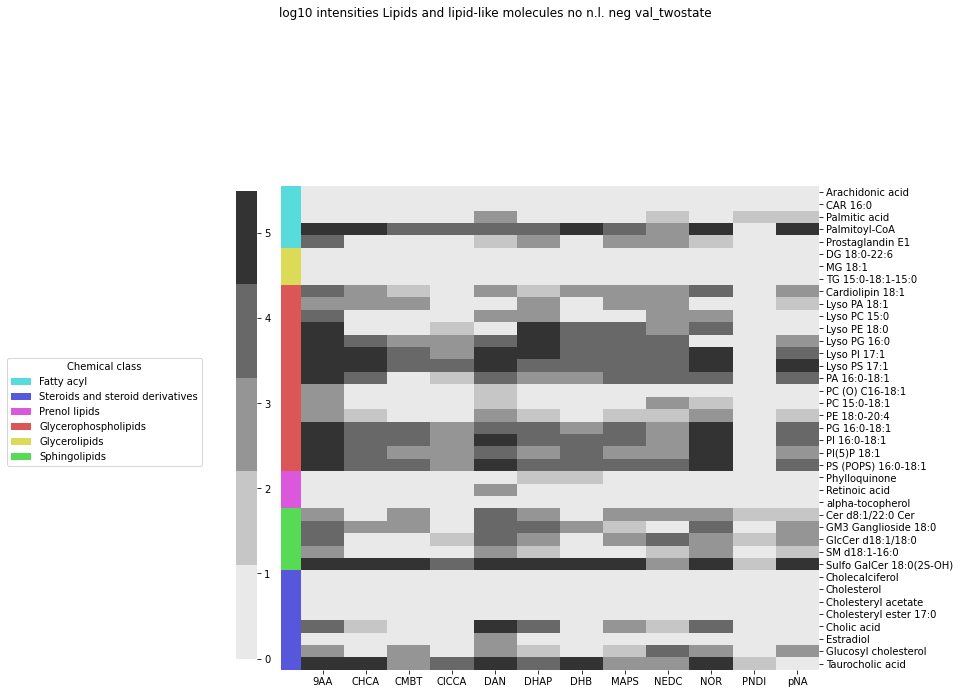 log10 intensities Lipids and lipid-like molecules no n.l. neg val_twostate
Chemical class
Fatty acyl
Steroids and steroid derivatives
Prenol lipids
Glycerophospholipids
Glycerolipids
Sphingolipids
5
4
3
2
1
0
Arachidonic acid
CAR 16:0
Palmitic acid
Palmitoyl-CoA
Prostaglandin E1
DG 18:0-22:6
MG 18:1
TG 15:0-18:1-15:0
Cardiolipin 18:1
Lyso PA 18:1
Lyso PC 15:0
Lyso PE 18:0
Lyso PG 16:0
Lyso PI 17:1
Lyso PS 17:1
PA 16:0-18:1
PC (O) C16-18:1
PC 15:0-18:1
PE 18:0-20:4
PG 16:0-18:1
PI 16:0-18:1
PI(5)P 18:1
PS (POPS) 16:0-18:1
Phylloquinone
Retinoic acid
alpha-tocopherol
Cer d8:1/22:0 Cer
GM3 Ganglioside 18:0
GlcCer d18:1/18:0
SM d18:1-16:0
Sulfo GalCer 18:0(2S-OH)
Cholecalciferol
Cholesterol
Cholesteryl acetate
Cholesteryl ester 17:0
Cholic acid
Estradiol
Glucosyl cholesterol
Taurocholic acid
9AA CHCA CMBT ClCCA DAN DHAP DHB MAPS NEDC NOR PNDI pNA